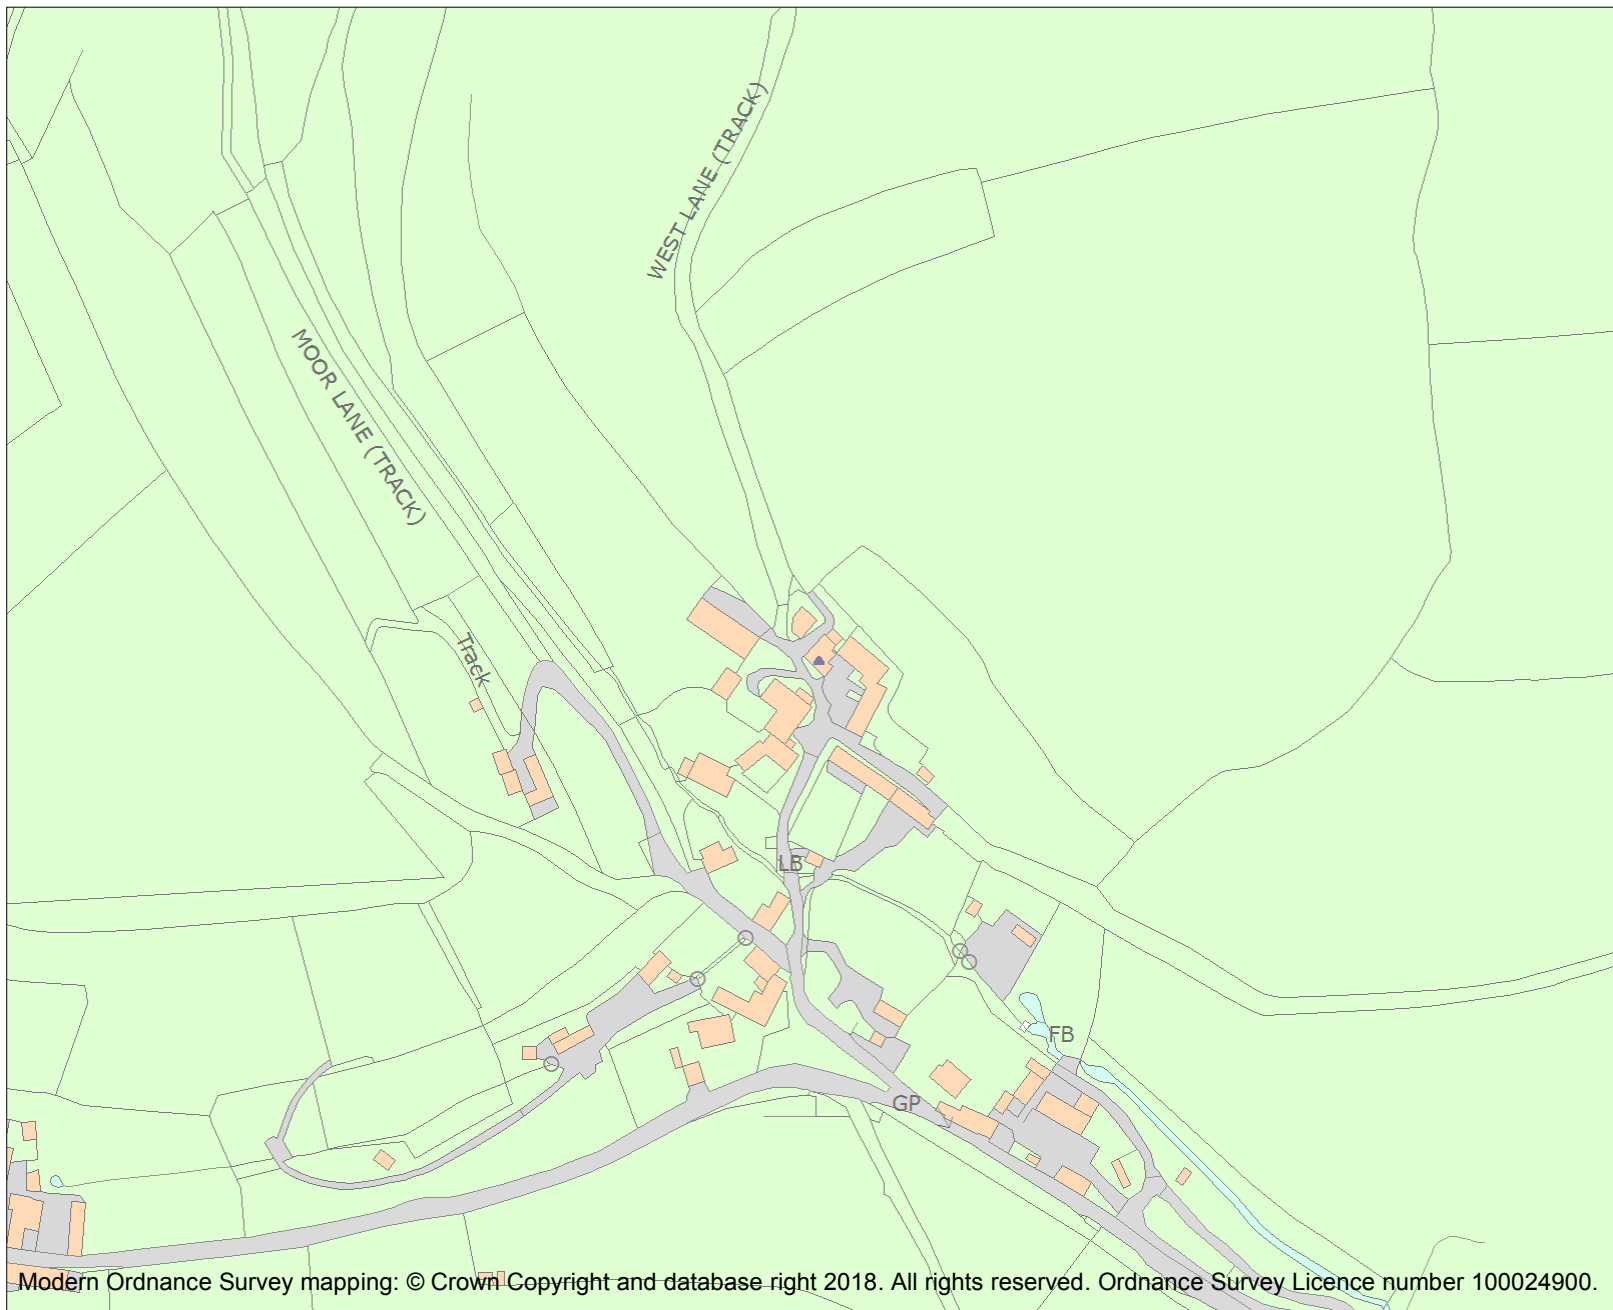 WEST LANE (TRACK)
MOOR LANE (TRACK)
Track
LB
FB
GP
Modern Ordnance Survey mapping: © Crown Copyright and database right 2018. All rights reserved. Ordnance Survey Licence number 100024900.